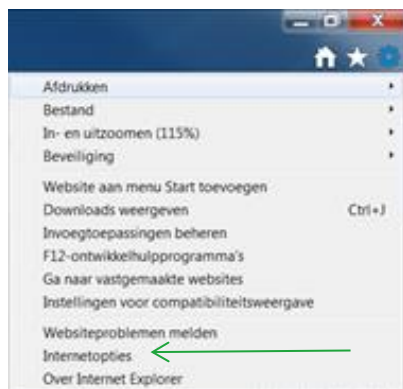 Afdrukken
Bestand
In- en uitzoomen (115%)
Beveiliging
Website aan menu Start toevoegen
Downloads weergeven Ctrl+J
Invoegtoepassingen beheren
F12-ontwikkelhulpprogramma's
Ga naar vastgemaakte websites
Instellingen voor compatibiliteitsweergave
Websiteproblemen melden
Internetopties
Over Internet Explorer